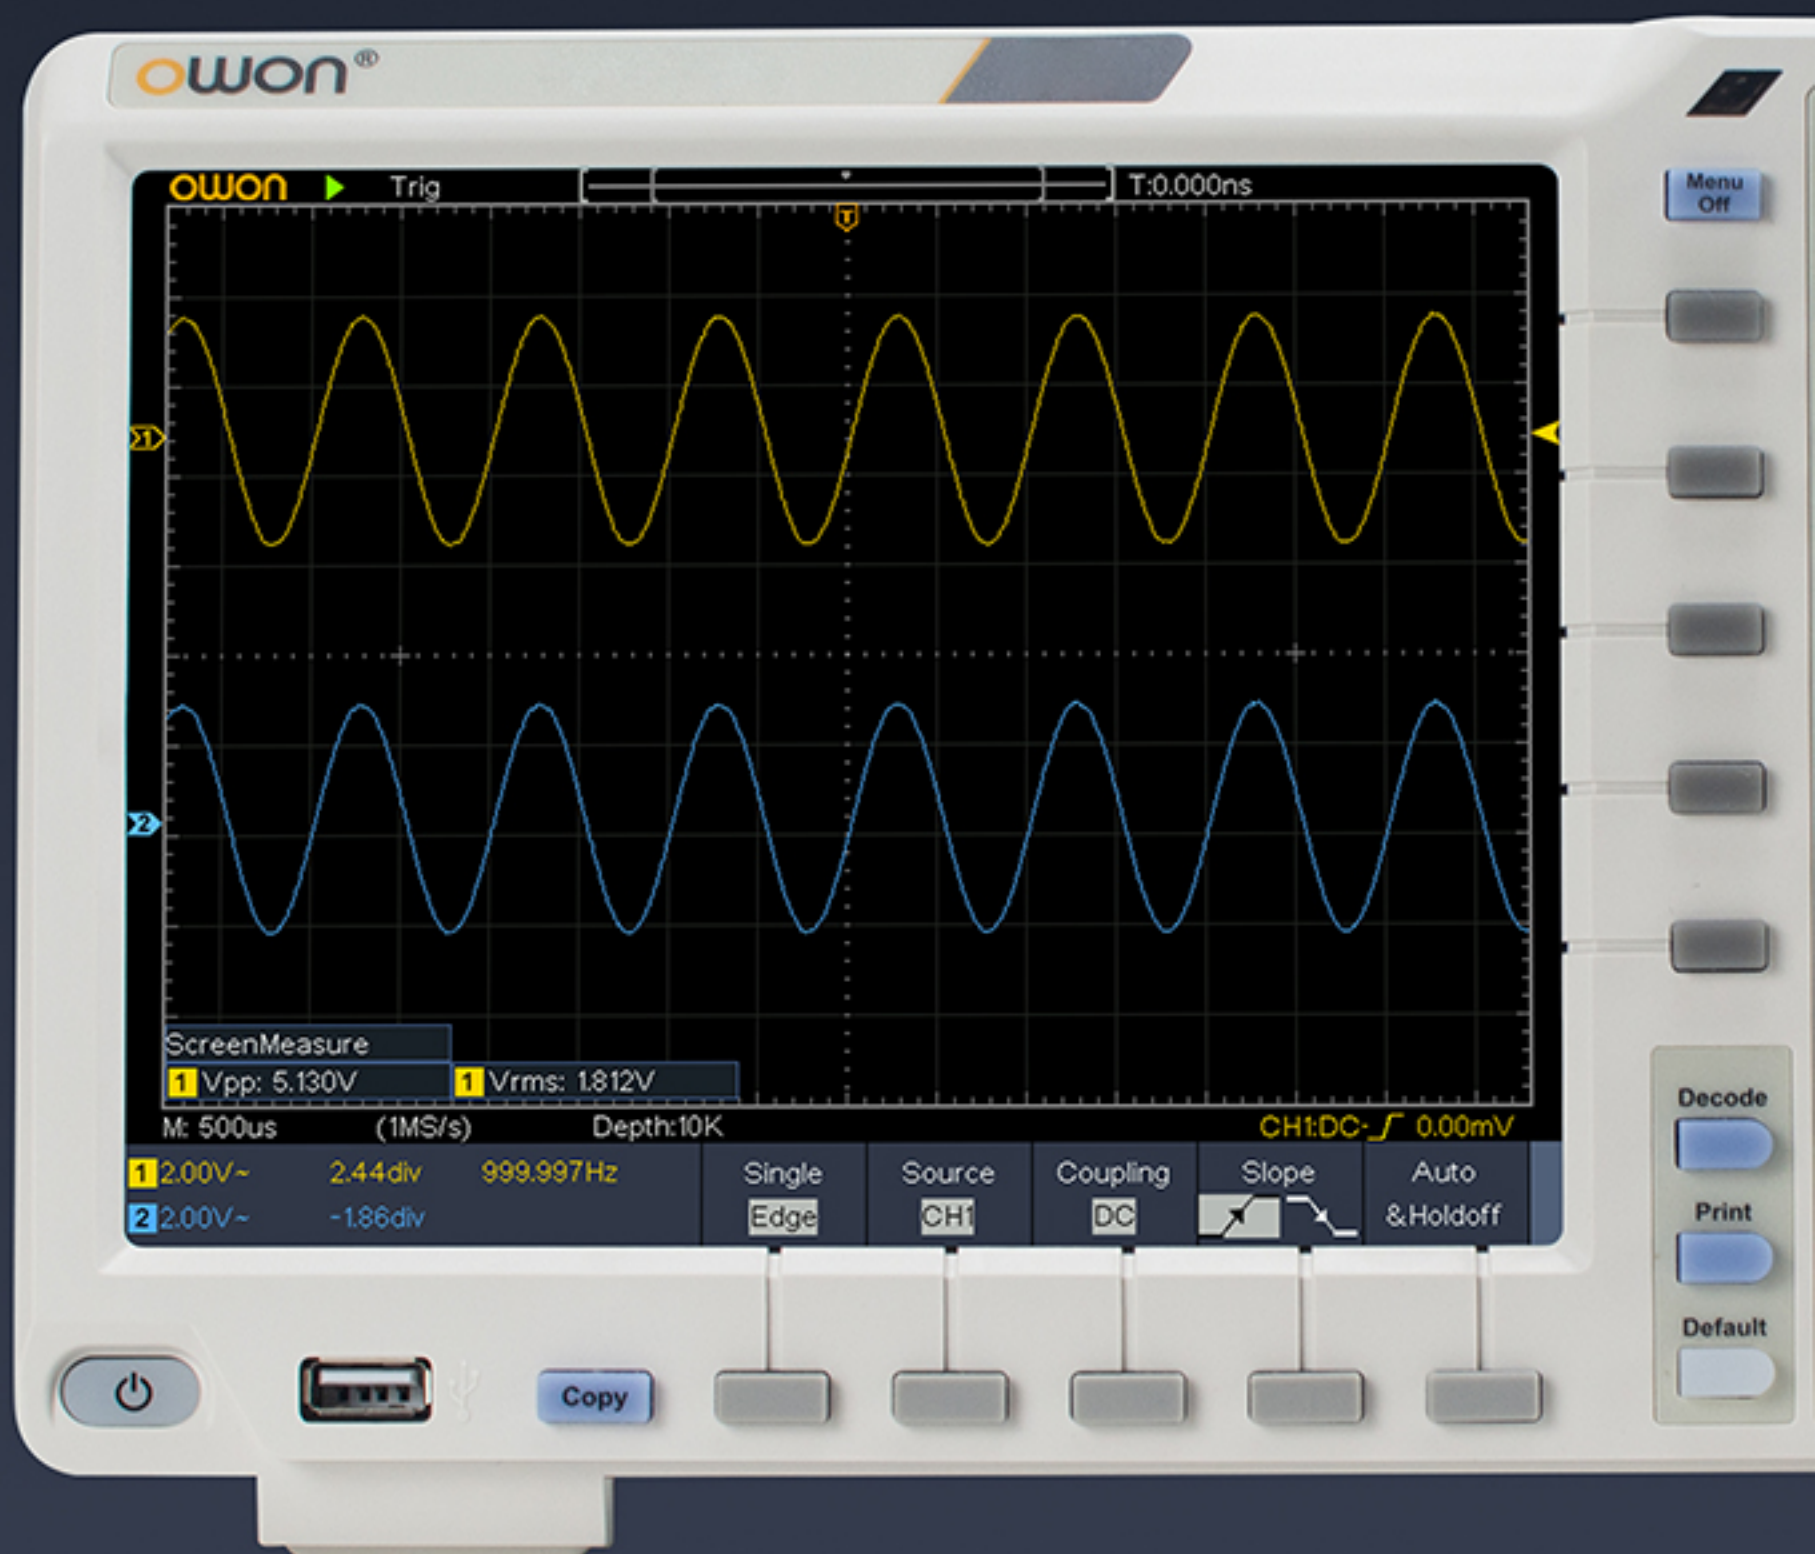 owon®
owon Trig T:0.000ns
Menu
Off
T
1
2
ScreenMeasure
1 Vpp: 5.130V 1 Vrms: 1.812V
M: 500us (1MS/s) Depth:10K CH1:DC- 0.00mV
1 2.00V~ 2.44div 999.997Hz
2 2.00V~ -1.86div
Single
Edge
Source
CH1
Coupling
DC
Slope
Auto
&Holdoff
Decode
Print
Default
Copy